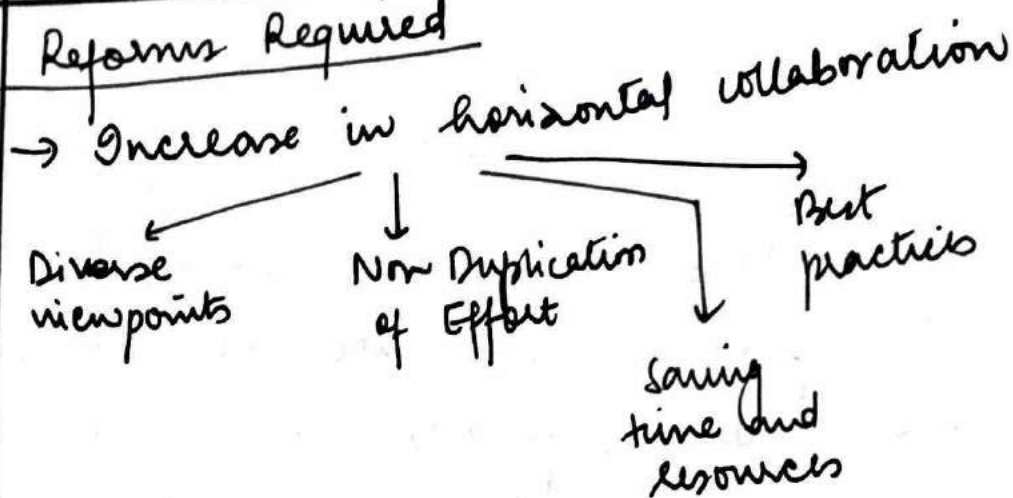 Reforms Required
→ Increase in horizontal collaboration
Diverse
viewpoints
Non Duplication
of Effort
Saving
time and
resources
Best
practices